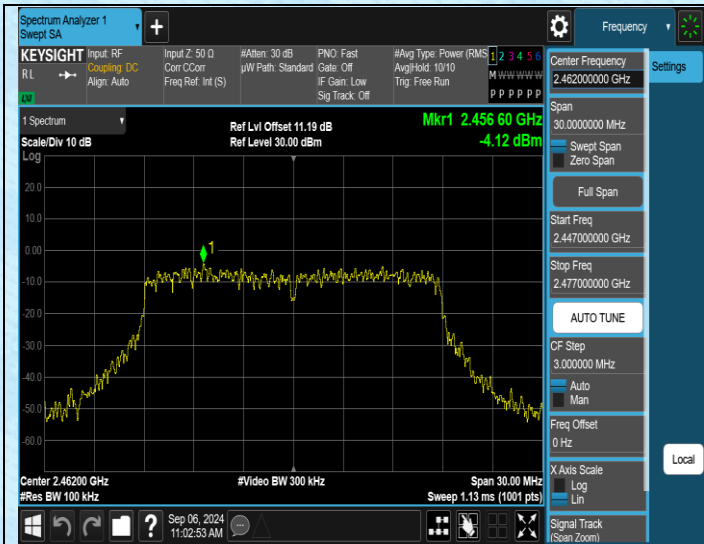 Spectrum Analyzer 1
Swept SA
+
Frequency
KEYSIGHT
RL
LXI
Input: RF
Coupling: DC
Align: Auto
Input Z: 50 Ω
Corr CCorr
Freq Ref: Int (S)
#Atten: 30 dB
µW Path: Standard
PNO: Fast
Gate: Off
IF Gain: Low
Sig Track: Off
#Avg Type: Power (RMS
Avg|Hold: 10/10
Trig: Free Run
1 2 3 4 5 6
M W W W W W
P P P P P P
1 Spectrum
Scale/Div 10 dB
Ref Lvl Offset 11.19 dB
Ref Level 30.00 dBm
Mkr1 2.456 60 GHz
-4.12 dBm
Log
20.0
10.0
0.00
-10.0
-20.0
-30.0
-40.0
-50.0
-60.0
1
Center 2.46200 GHz
#Res BW 100 kHz
#Video BW 300 kHz
Span 30.00 MHz
Sweep 1.13 ms (1001 pts)
Sep 06, 2024
11:02:53 AM
?
Center Frequency
2.462000000 GHz
Span
30.0000000 MHz
Swept Span
Zero Span
Full Span
Start Freq
2.447000000 GHz
Stop Freq
2.477000000 GHz
AUTO TUNE
CF Step
3.000000 MHz
Auto
Man
Freq Offset
0 Hz
X Axis Scale
Log
Lin
Signal Track
(Span Zoom)
Settings
Local